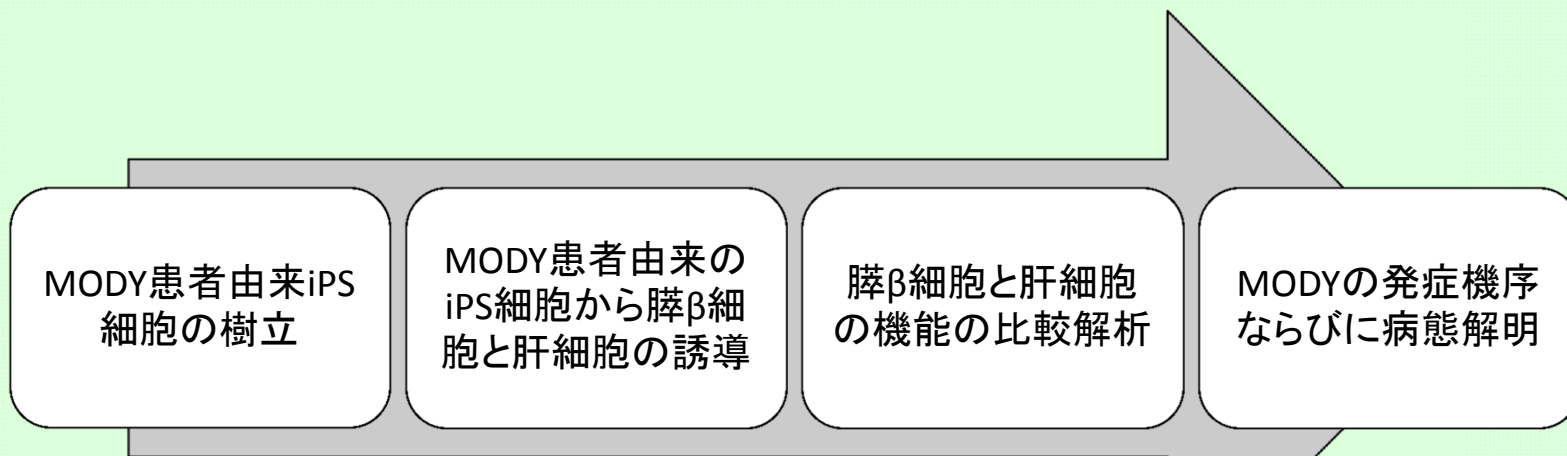 MODY患者由来iPS
細胞の樹立
MODY患者由来の
iPS細胞から膵β細
胞と肝細胞の誘導
膵β細胞と肝細胞
の機能の比較解析
MODYの発症機序
ならびに病態解明